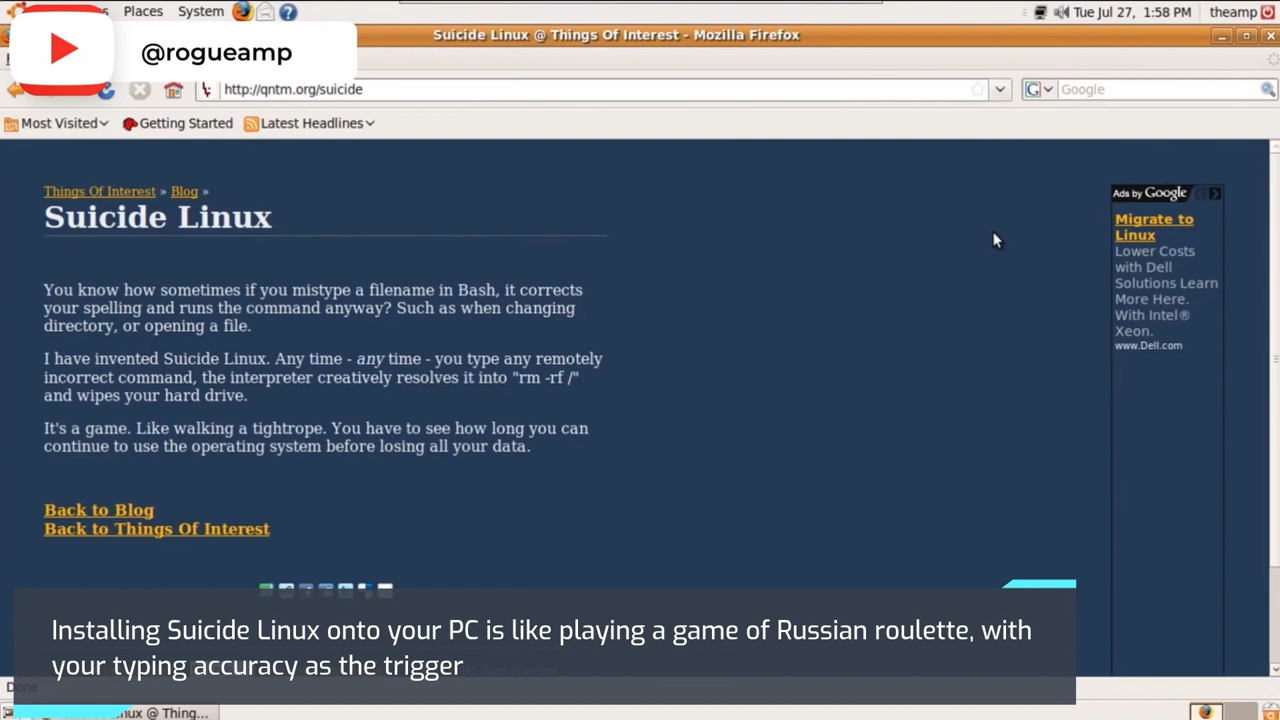 System
Places
Tue Jul 27, 1:58 PM
theamp
@rogueamp
Suicide Linux @ Things Of Interest - Mozilla Firefox
http://qntm.org/suicide
Google
Most Visited
Getting Started
Latest Headlines
Things Of Interest » Blog »
Suicide Linux
You know how sometimes if you mistype a filename in Bash, it corrects
your spelling and runs the command anyway? Such as when changing
directory, or opening a file.
I have invented Suicide Linux. Any time - any time - you type any remotely
incorrect command, the interpreter creatively resolves it into "rm -rf /"
and wipes your hard drive.
It's a game. Like walking a tightrope. You have to see how long you can
continue to use the operating system before losing all your data.
Back to Blog
Back to Things Of Interest
Ads by Google
Migrate to
Linux
Lower Costs
with Dell
Solutions Learn
More Here.
With Intel®
Xeon.
www.Dell.com
Installing Suicide Linux onto your PC is like playing a game of Russian roulette, with
your typing accuracy as the trigger
Done
@ Thing...